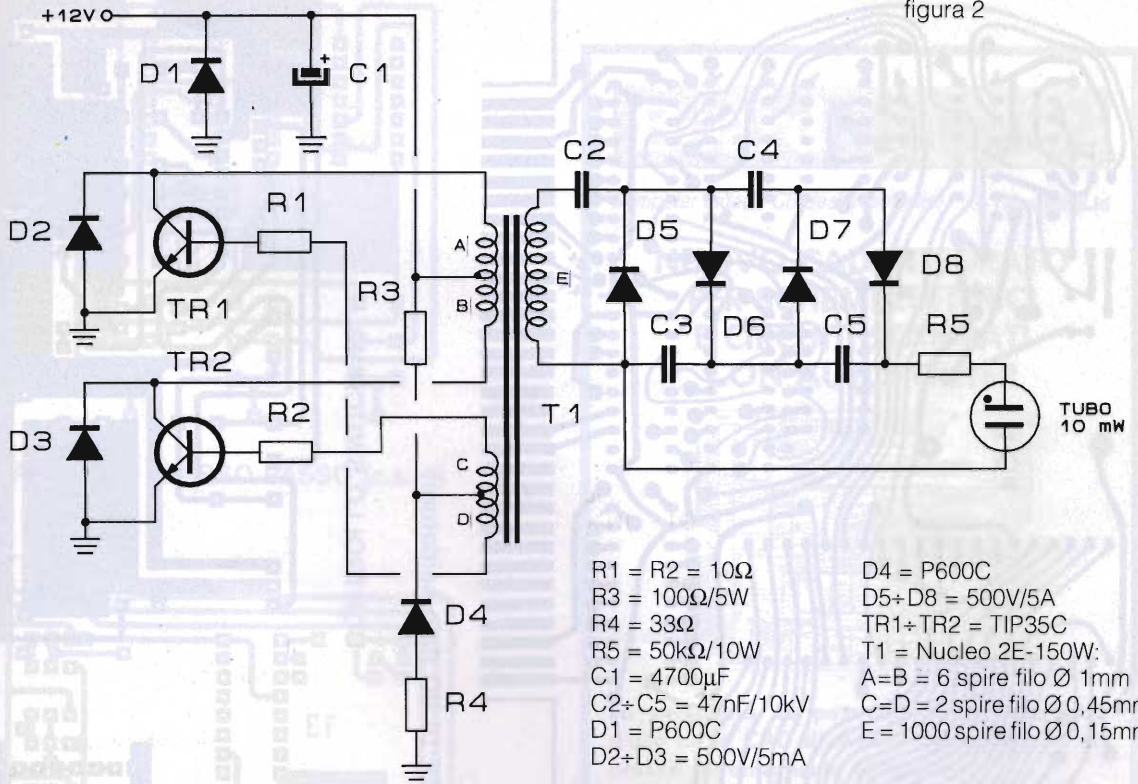 figura 2
+12V
D1
C1
+
D2
R1
TR1
R3
A
B
TR2
D3
R2
C
D
T1
E
C2
C4
D5
D7
D8
C3
D6
C5
R5
TUBO
10 mW
D4
R4
R1 = R2 = 10Ω
R3 = 100Ω/5W
R4 = 33Ω
R5 = 50kΩ/10W
C1 = 4700µF
C2÷C5 = 47nF/10kV
D1 = P600C
D2÷D3 = 500V/5mA
D4 = P600C
D5÷D8 = 500V/5A
TR1÷TR2 = TIP35C
T1 = Nucleo 2E-150W:
A=B = 6 spire filo Ø 1mm
C=D = 2 spire filo Ø 0,45mm
E = 1000 spire filo Ø 0,15mm